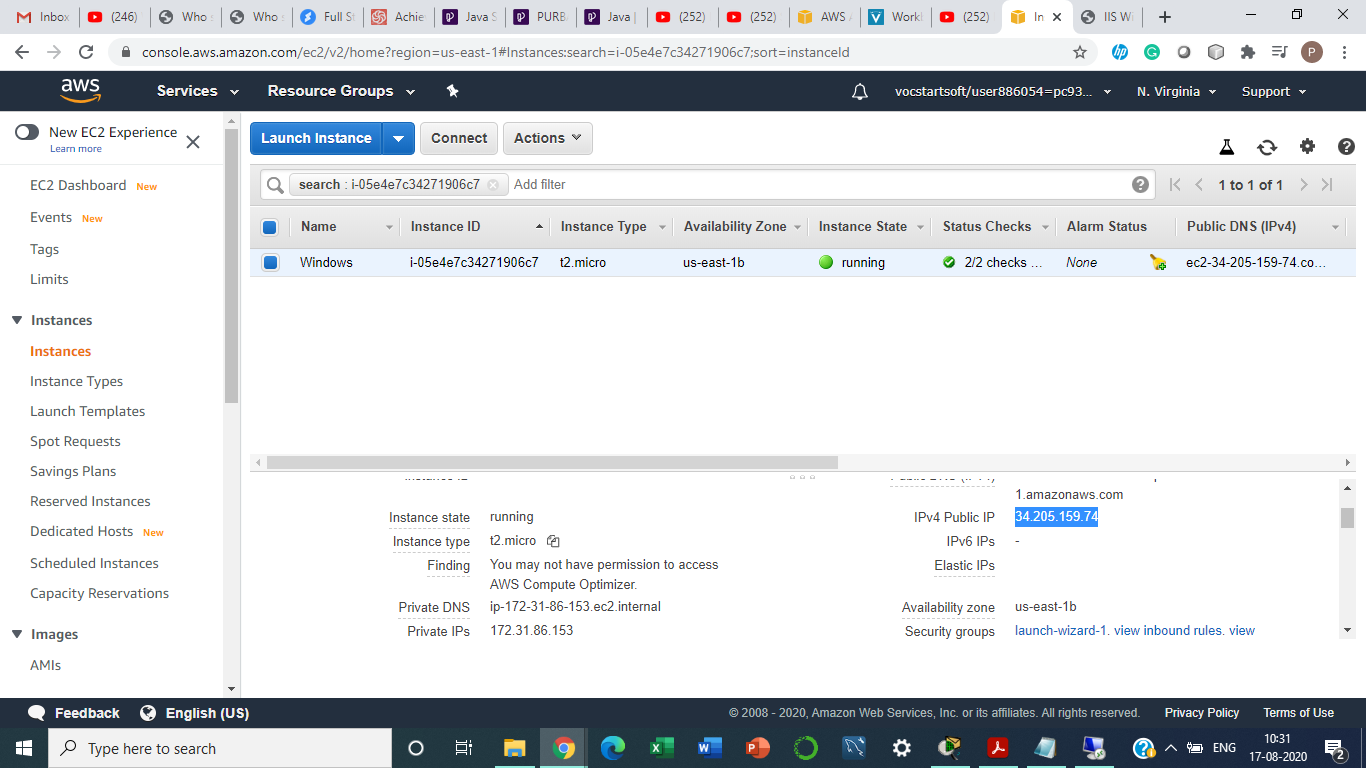 Inbox (246) Who s Who s Full St Achie Java S PURB Java | (252) (252) AWS Workl (252) In IIS W
console.aws.amazon.com/ec2/v2/home?region=us-east-1#Instances:search=i-05e4e7c34271906c7;sort=instanceId P
aws Services Resource Groups vocstartsoft/user886054=pc93... N. Virginia Support
New EC2 Experience
Learn more
EC2 Dashboard New
Events New
Tags
Limits
Instances
Instances
Instance Types
Launch Templates
Spot Requests
Savings Plans
Reserved Instances
Dedicated Hosts New
Scheduled Instances
Capacity Reservations
Images
AMIs
Launch Instance Connect Actions
search : i-05e4e7c34271906c7 Add filter 1 to 1 of 1
Name Instance ID Instance Type Availability Zone Instance State Status Checks Alarm Status Public DNS (IPv4)
Windows i-05e4e7c34271906c7 t2.micro us-east-1b running 2/2 checks ... None ec2-34-205-159-74.co...
Instance state running
Instance type t2.micro
Finding You may not have permission to access
AWS Compute Optimizer.
Private DNS ip-172-31-86-153.ec2.internal
Private IPs 172.31.86.153
1.amazonaws.com
IPv4 Public IP 34.205.159.74
IPv6 IPs -
Elastic IPs
Availability zone us-east-1b
Security groups launch-wizard-1. view inbound rules. view
Feedback English (US) © 2008 - 2020, Amazon Web Services, Inc. or its affiliates. All rights reserved. Privacy Policy Terms of Use
Type here to search ENG 10:31
17-08-2020 2